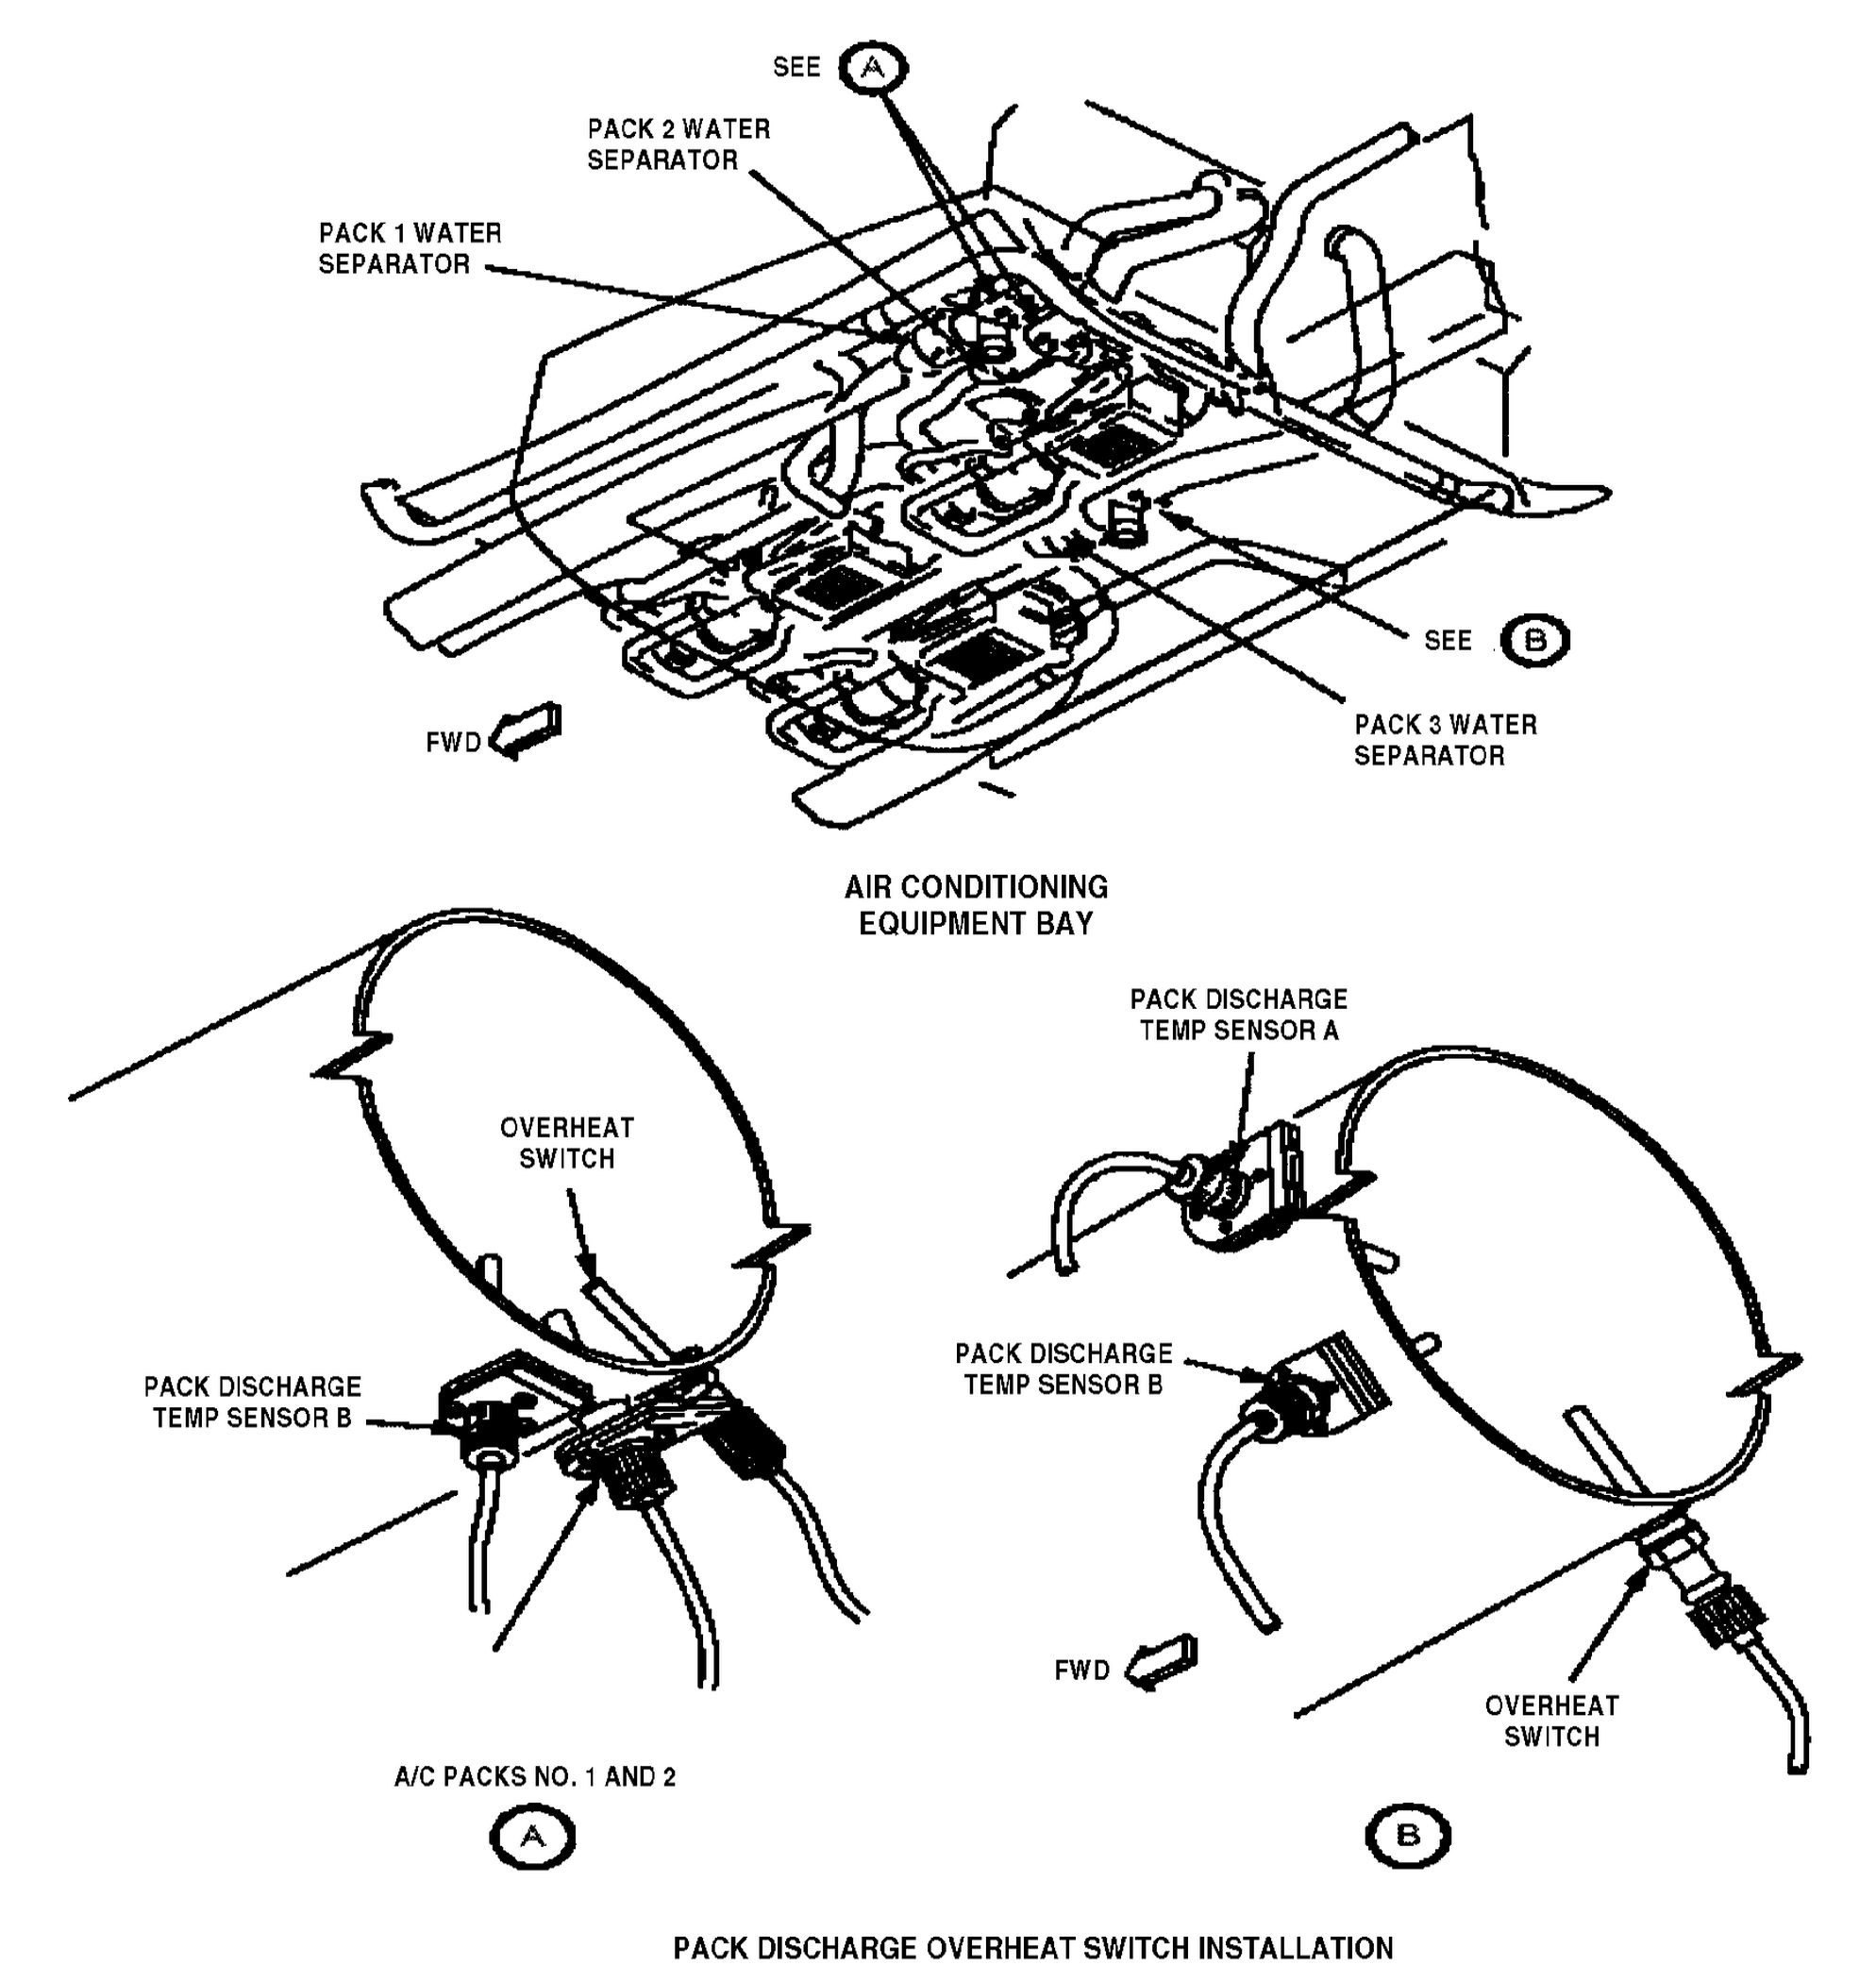 SEE A
PACK 2 WATER
SEPARATOR
PACK 1 WATER
SEPARATOR
SEE B
FWD
PACK 3 WATER
SEPARATOR
AIR CONDITIONING
EQUIPMENT BAY
OVERHEAT
SWITCH
PACK DISCHARGE
TEMP SENSOR B
A/C PACKS NO. 1 AND 2
A
PACK DISCHARGE
TEMP SENSOR A
PACK DISCHARGE
TEMP SENSOR B
FWD
OVERHEAT
SWITCH
B
PACK DISCHARGE OVERHEAT SWITCH INSTALLATION